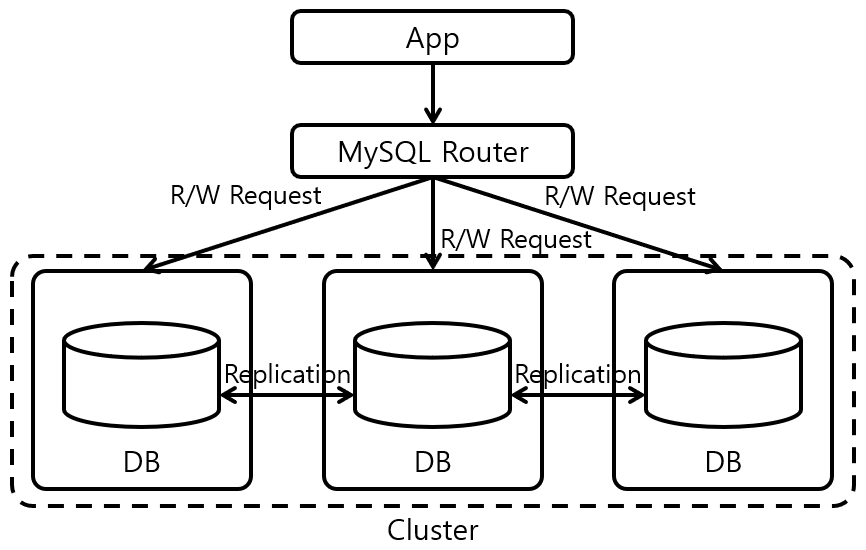 App
MySQL Router
R/W Request
R/W Request
R/W Request
Replication
Replication
DB
DB
DB
Cluster